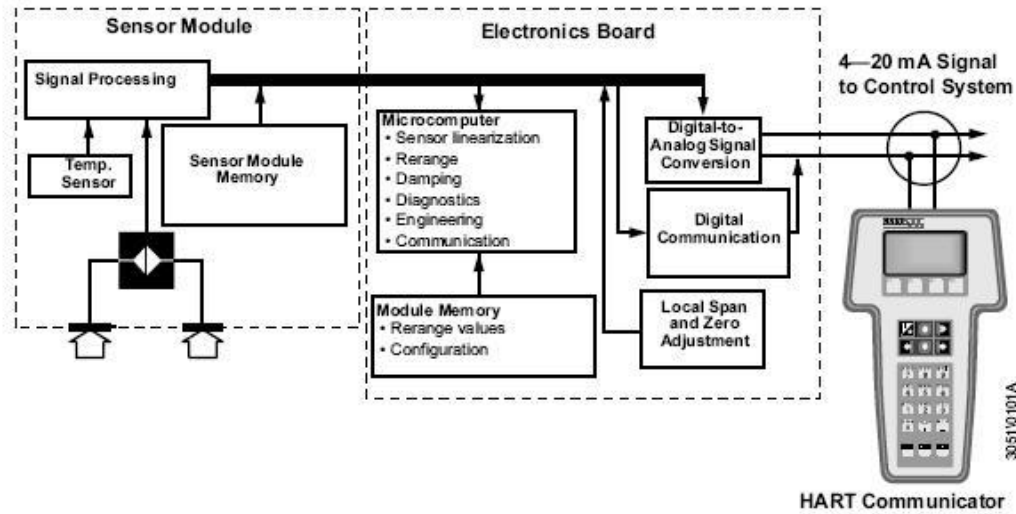 Sensor Module
Electronics Board
Signal Processing
4—20 mA Signal
to Control System
Temp.
Sensor
Sensor Module
Memory
Microcomputer
• Sensor linearization
• Rerange
• Damping
• Diagnostics
• Engineering
• Communication
Digital-to-
Analog Signal
Conversion
Digital
Communication
Module Memory
• Rerange values
• Configuration
Local Span
and Zero
Adjustment
3051\0101A
HART Communicator